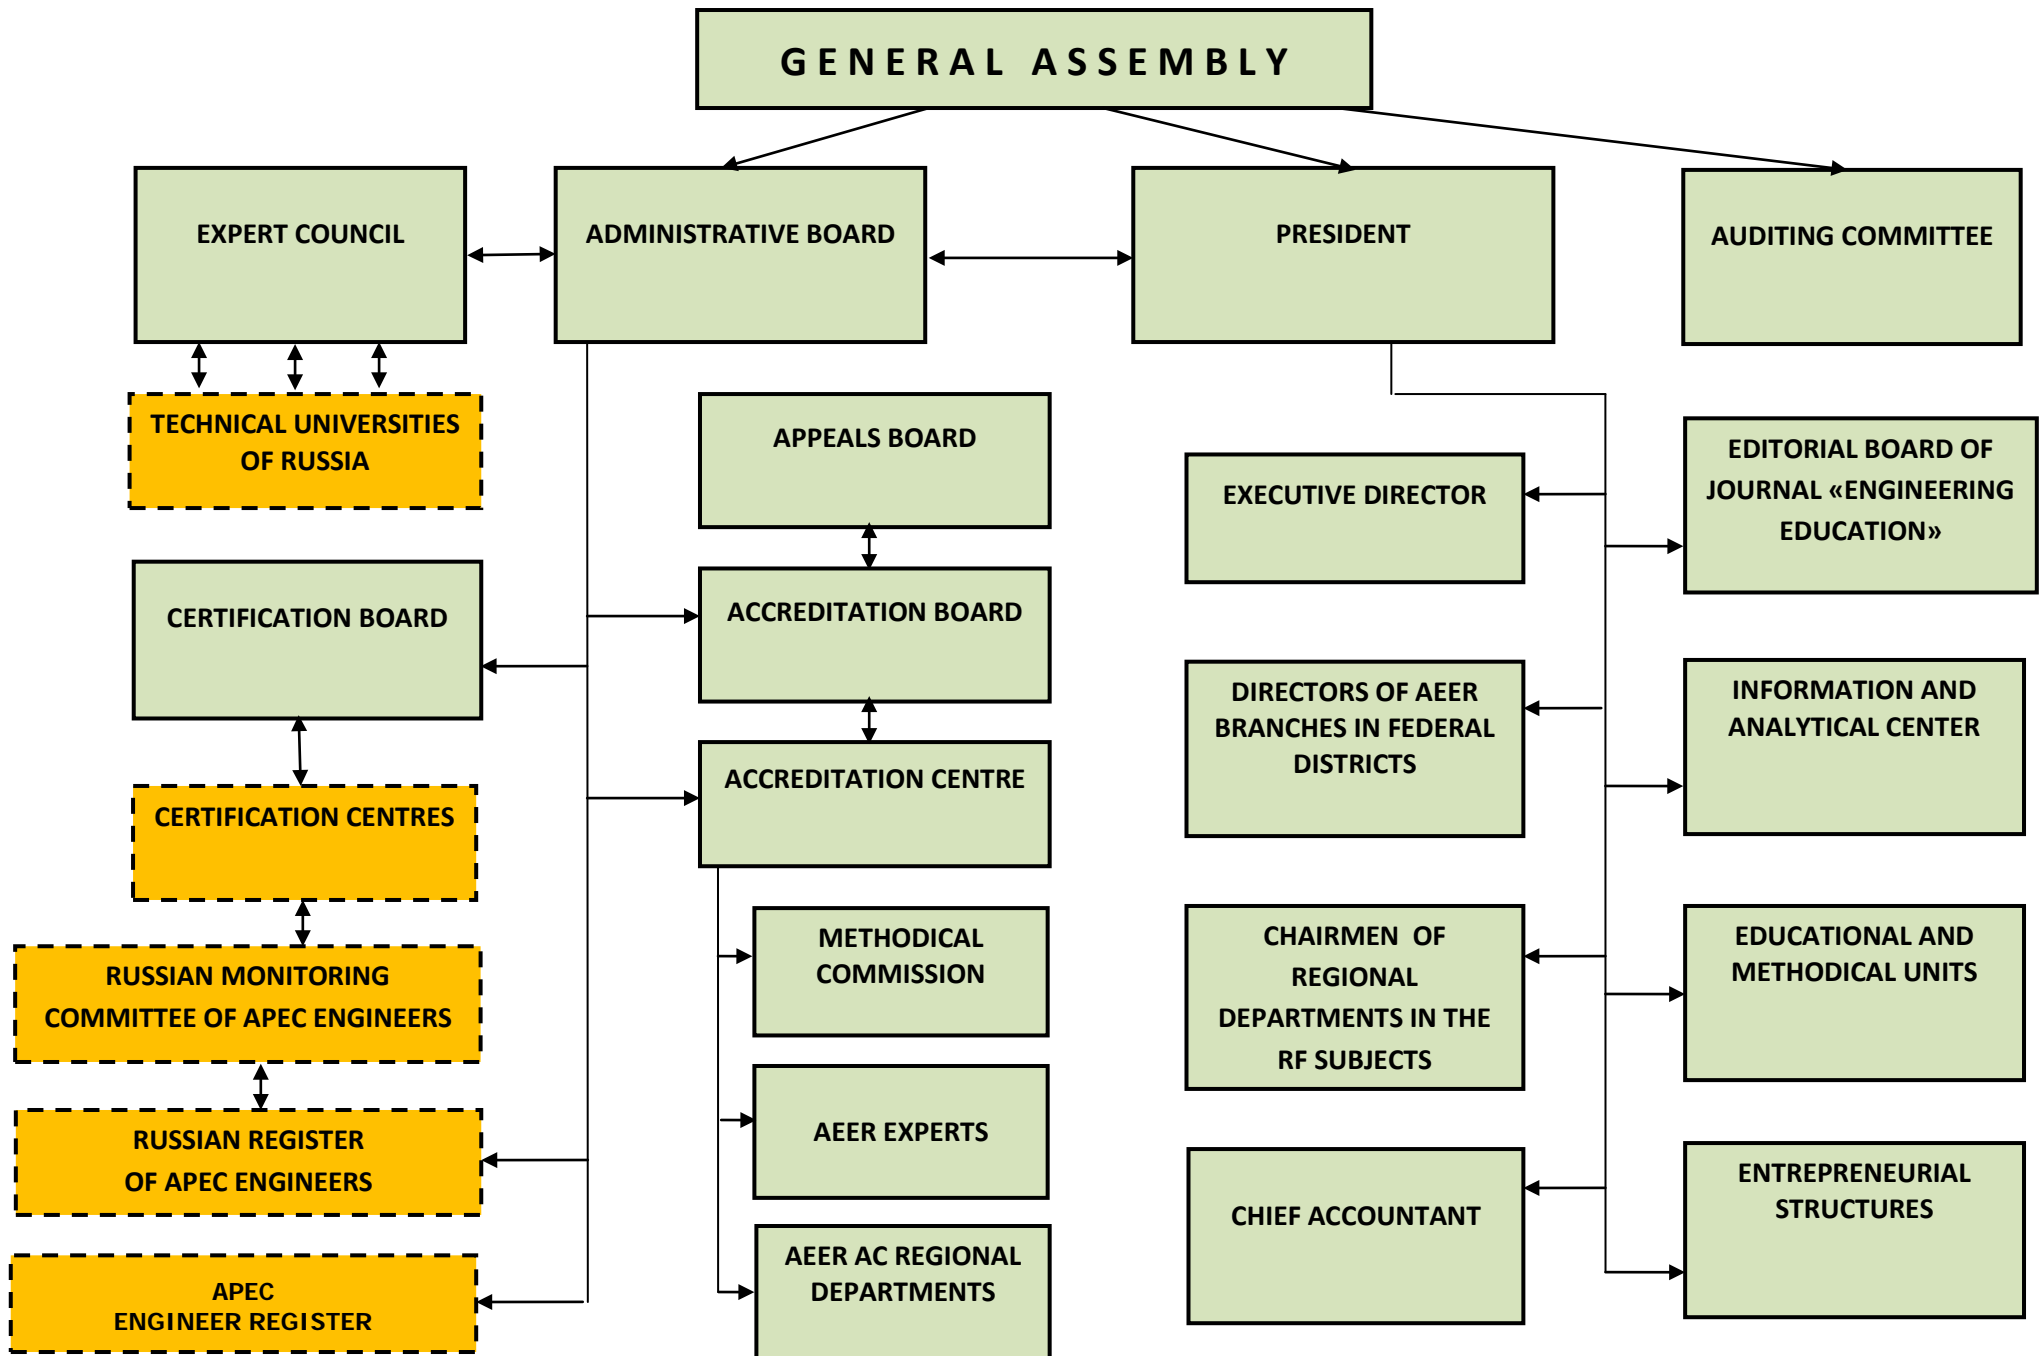 GENERAL ASSEMBLY
EXPERT COUNCIL
ADMINISTRATIVE BOARD
PRESIDENT
AUDITING COMMITTEE
TECHNICAL UNIVERSITIES
OF RUSSIA
APPEALS BOARD
EXECUTIVE DIRECTOR
EDITORIAL BOARD OF
JOURNAL «ENGINEERING
EDUCATION»
CERTIFICATION BOARD
ACCREDITATION BOARD
DIRECTORS OF AEER
BRANCHES IN FEDERAL
DISTRICTS
INFORMATION AND
ANALYTICAL CENTER
CERTIFICATION CENTRES
ACCREDITATION CENTRE
RUSSIAN MONITORING
COMMITTEE OF APEC ENGINEERS
METHODICAL
COMMISSION
CHAIRMEN OF
REGIONAL
DEPARTMENTS IN THE
RF SUBJECTS
EDUCATIONAL AND
METHODICAL UNITS
RUSSIAN REGISTER
OF APEC ENGINEERS
AEER EXPERTS
CHIEF ACCOUNTANT
ENTREPRENEURIAL
STRUCTURES
APEC
ENGINEER REGISTER
AEER AC REGIONAL
DEPARTMENTS